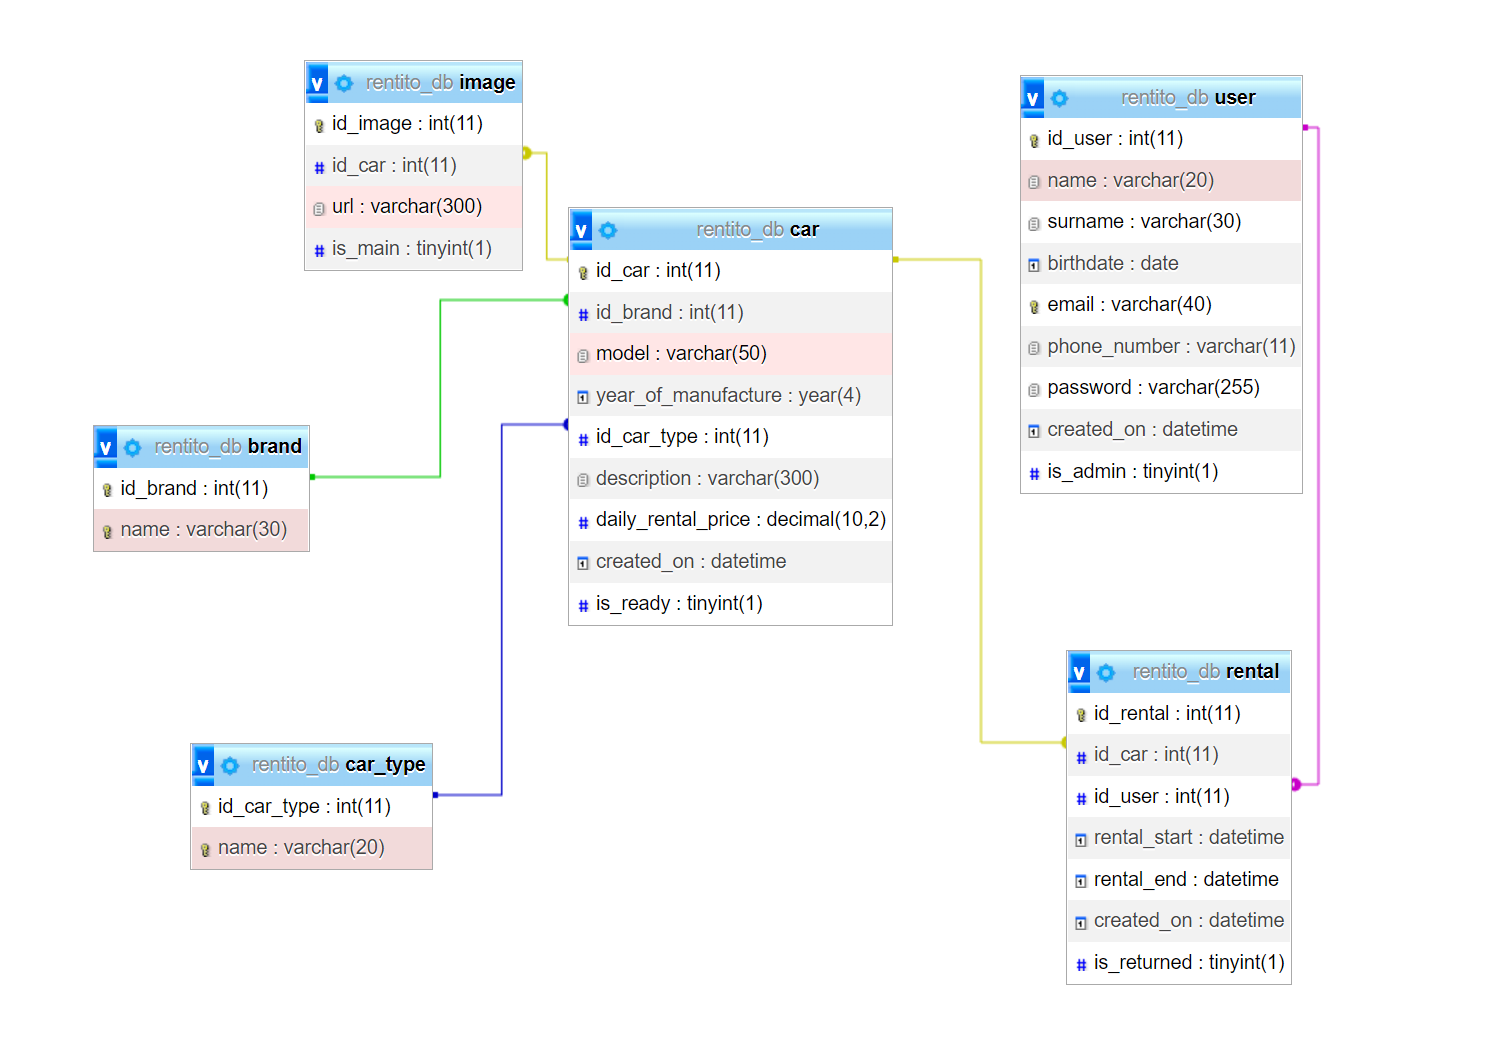 v rentito_db image
id_image : int(11)
# id_car : int(11)
url : varchar(300)
# is_main : tinyint(1)
v rentito_db user
id_user : int(11)
name : varchar(20)
surname : varchar(30)
birthdate : date
email : varchar(40)
phone_number : varchar(11)
password : varchar(255)
created_on : datetime
# is_admin : tinyint(1)
v rentito_db car
id_car : int(11)
# id_brand : int(11)
model : varchar(50)
year_of_manufacture : year(4)
# id_car_type : int(11)
description : varchar(300)
# daily_rental_price : decimal(10,2)
created_on : datetime
# is_ready : tinyint(1)
v rentito_db brand
id_brand : int(11)
name : varchar(30)
v rentito_db rental
id_rental : int(11)
# id_car : int(11)
# id_user : int(11)
rental_start : datetime
rental_end : datetime
created_on : datetime
# is_returned : tinyint(1)
v rentito_db car_type
id_car_type : int(11)
name : varchar(20)